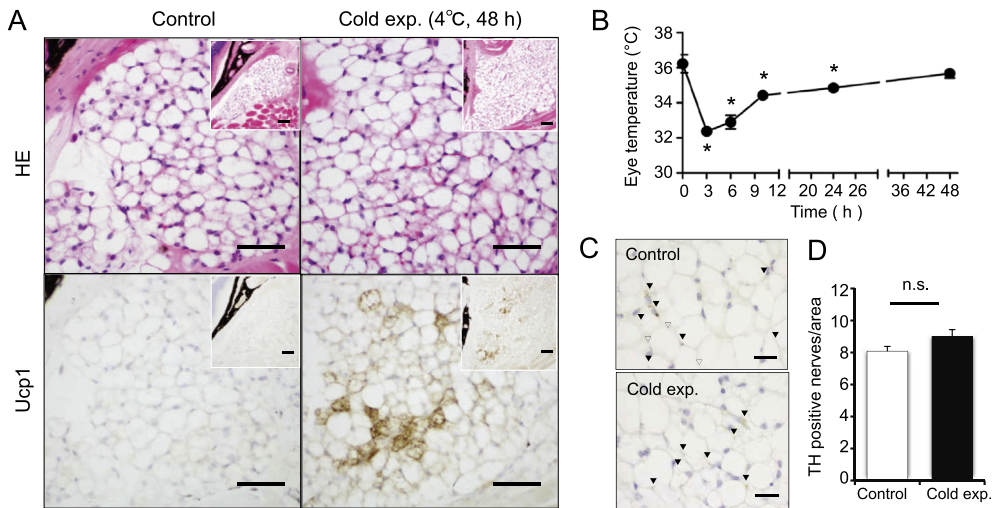 A
Control
Cold exp. (4°C, 48 h)
HE
Ucp1
B
Eye temperature (°C)
38
36
34
32
30
*
*
*
*
0 3 6 9 12 20 24 26 36 42 48
Time ( h )
C
Control
Cold exp.
D
TH positive nerves/area
12
10
8
6
4
2
0
n.s.
Control
Cold exp.